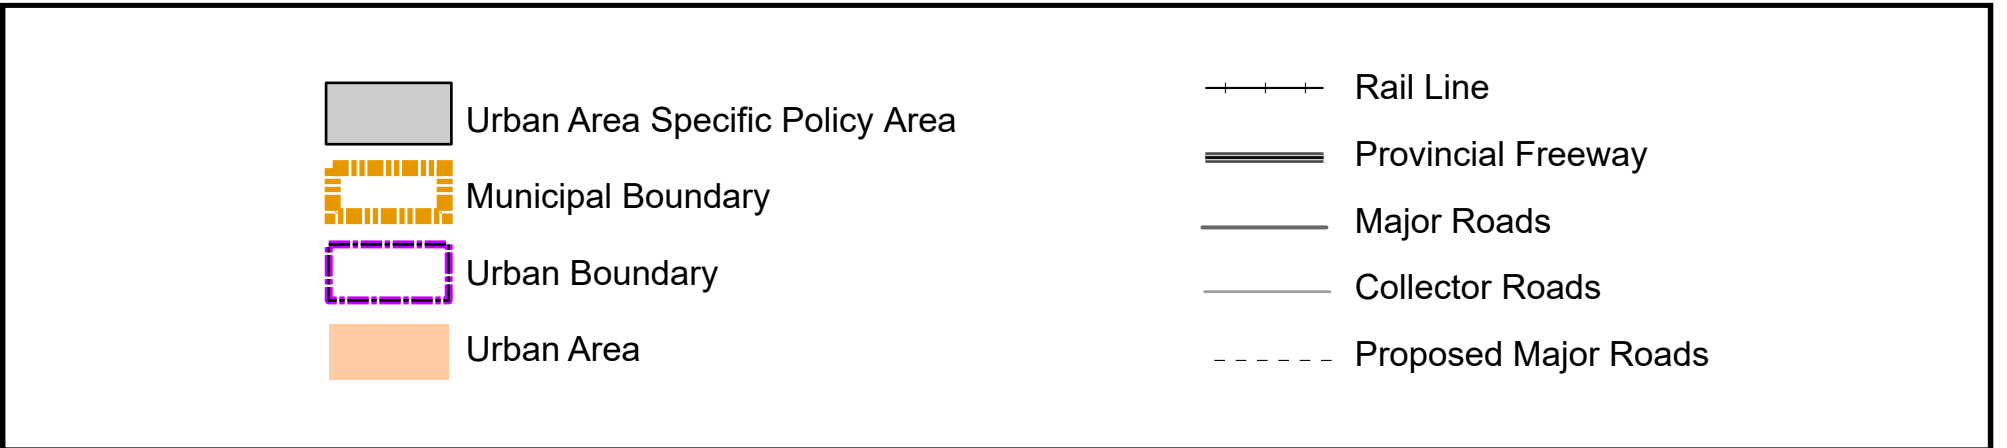 Urban Area Specific Policy Area
Municipal Boundary
Urban Boundary
Urban Area
Rail Line
Provincial Freeway
Major Roads
Collector Roads
Proposed Major Roads